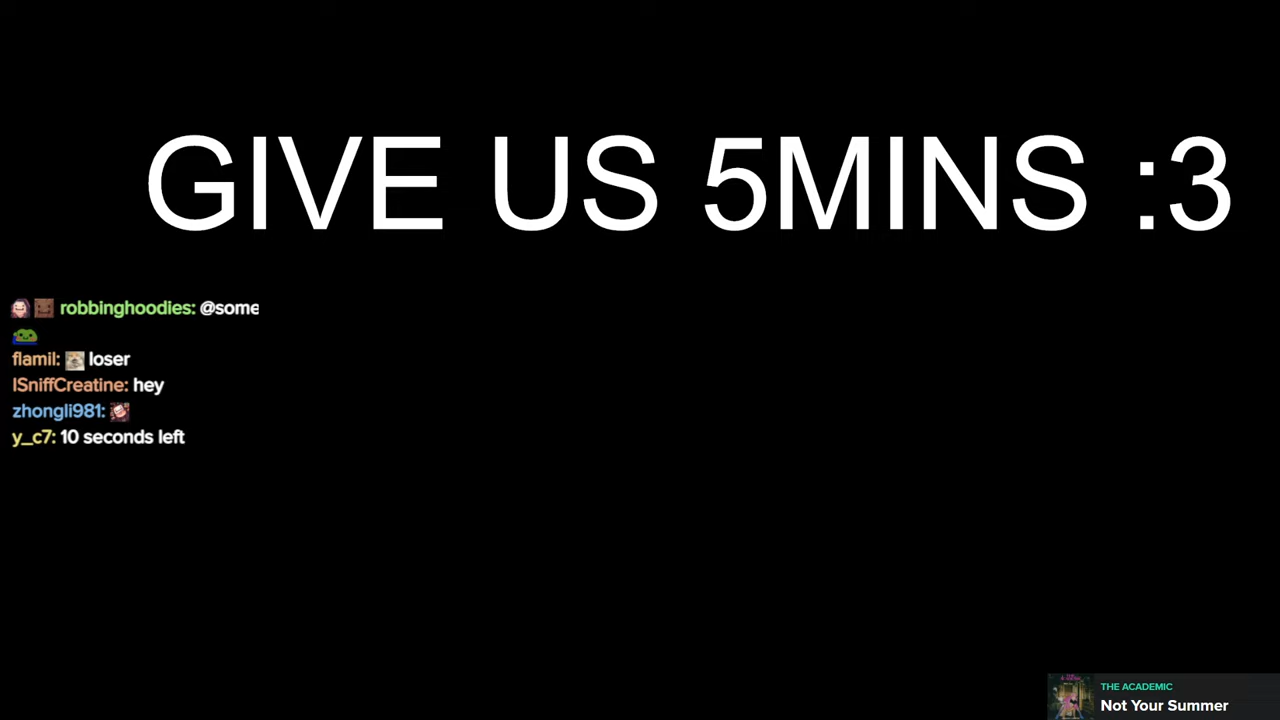 GIVE US 5MINS :3
robbinghoodies: @some
flamil: loser
ISniffCreatine: hey
zhongli981:
y_c7: 10 seconds left
THE ACADEMIC
Not Your Summer